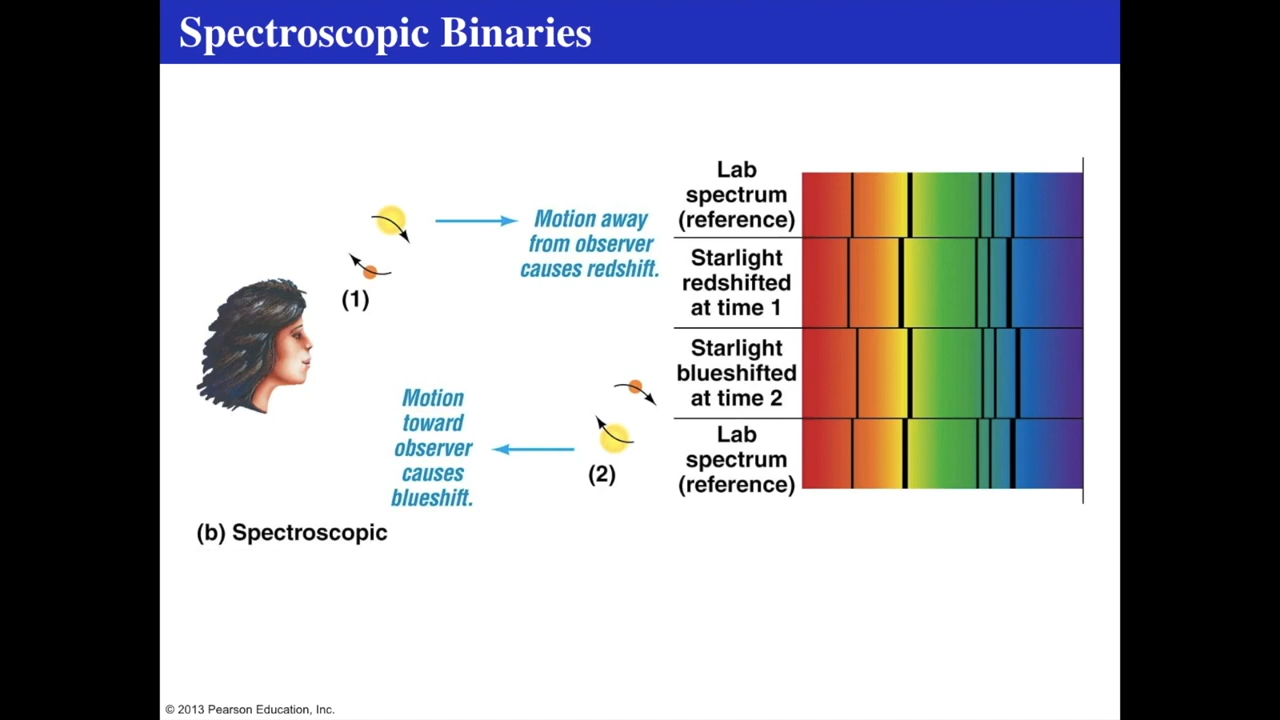 Spectroscopic Binaries
Motion away
from observer
causes redshift.
(1)
Motion
toward
observer
causes
blueshift.
(2)
Lab
spectrum
(reference)
Starlight
redshifted
at time 1
Starlight
blueshifted
at time 2
Lab
spectrum
(reference)
(b) Spectroscopic
© 2013 Pearson Education, Inc.